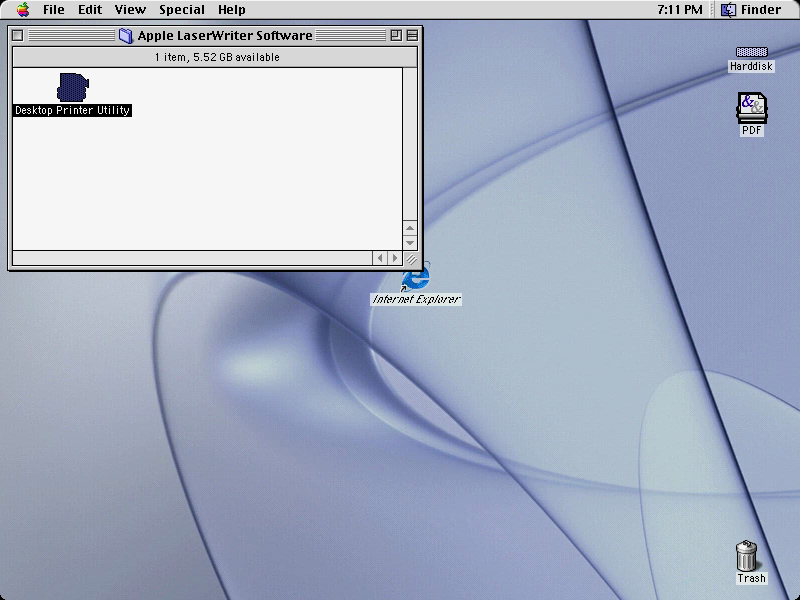 File Edit View Special Help 7:11 PM Finder
Apple LaserWriter Software
1 item, 5.52 GB available
Desktop Printer Utility
Harddisk
&&
PDF
Internet Explorer
Trash